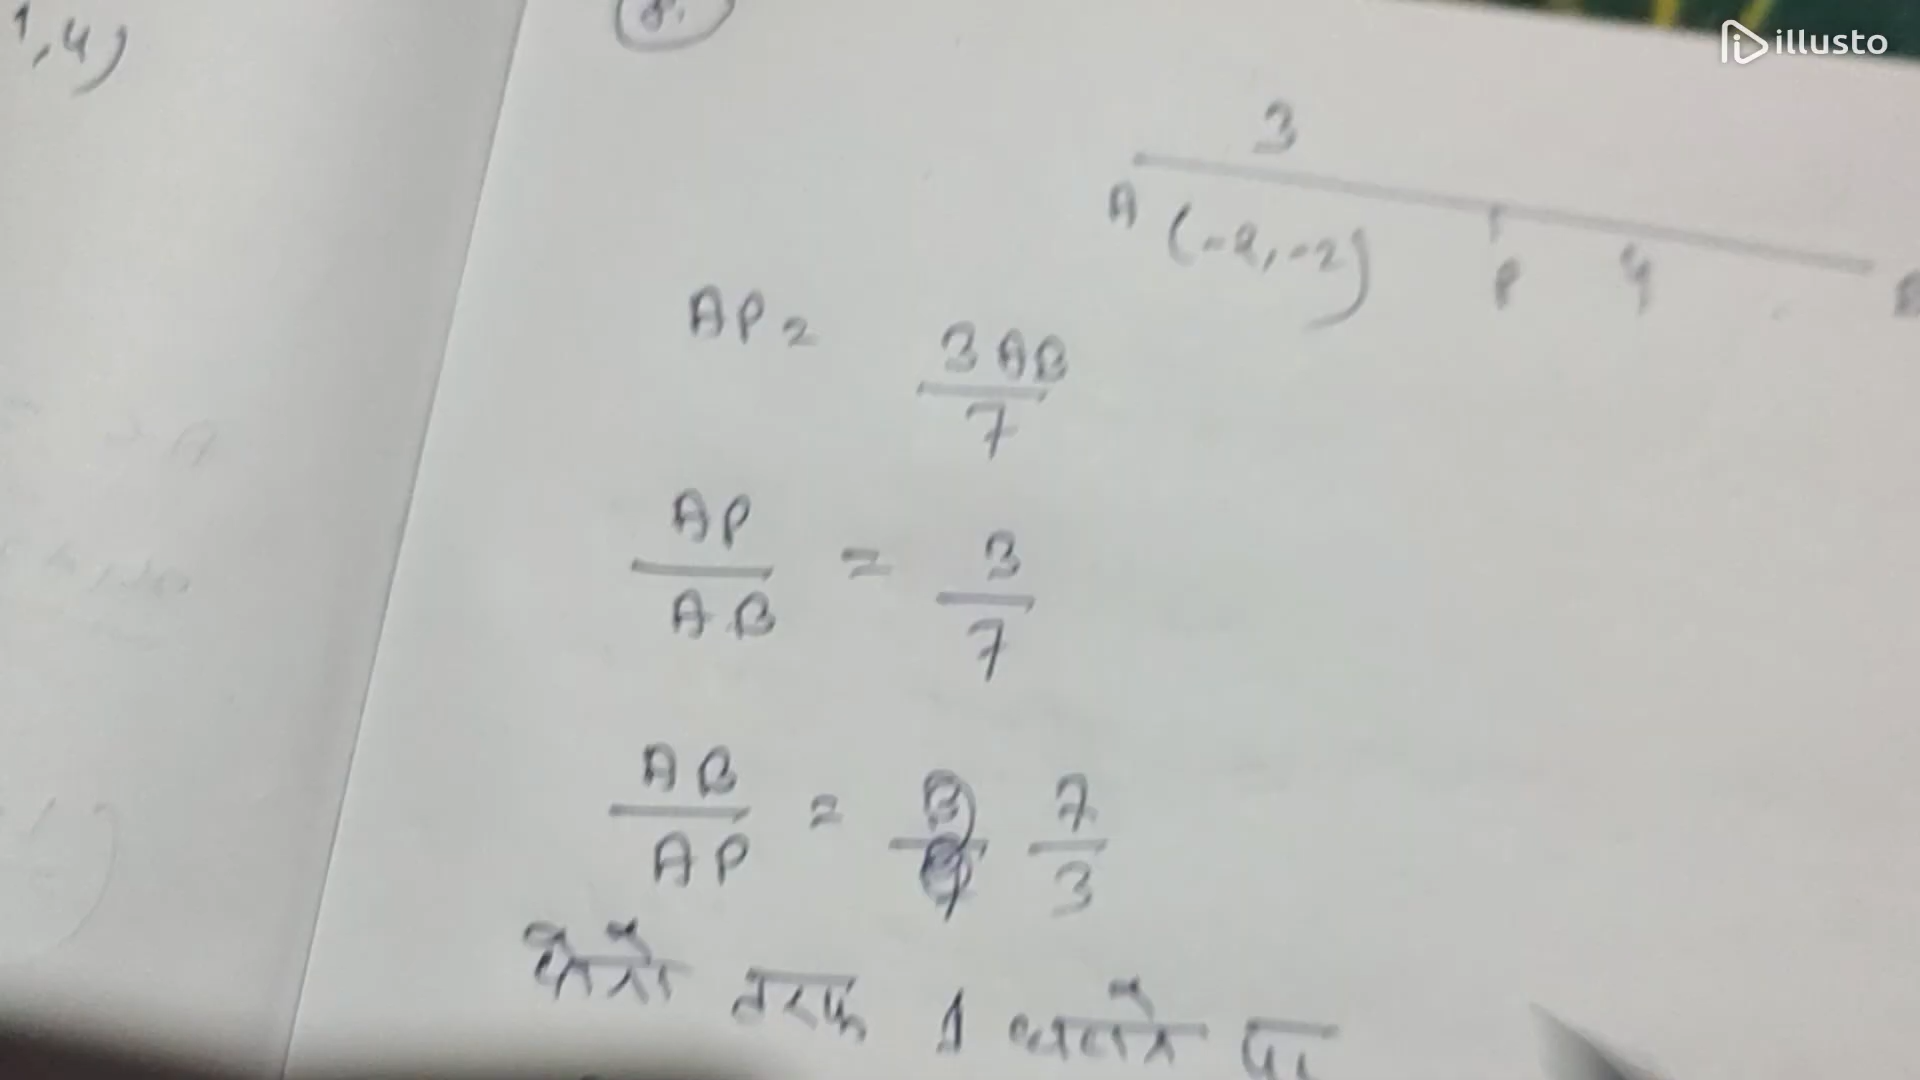 1,4)
8.
illusto
3
A (-2,-2) P 4 B
AP = 3AB/7
AP/AB = 3/7
AB/AP = 7/3
दोनों तरफ 1 घटाने पर